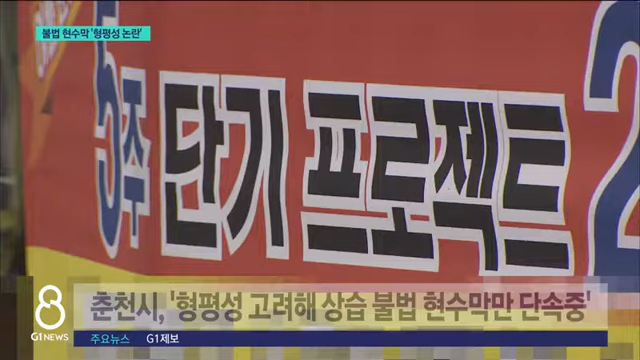 불법 현수막 '형평성 논란'
5주 단기 프로젝트 2
춘천시, '형평성 고려해 상습 불법 현수막만 단속중'
8
G1NEWS
주요뉴스 G1제보